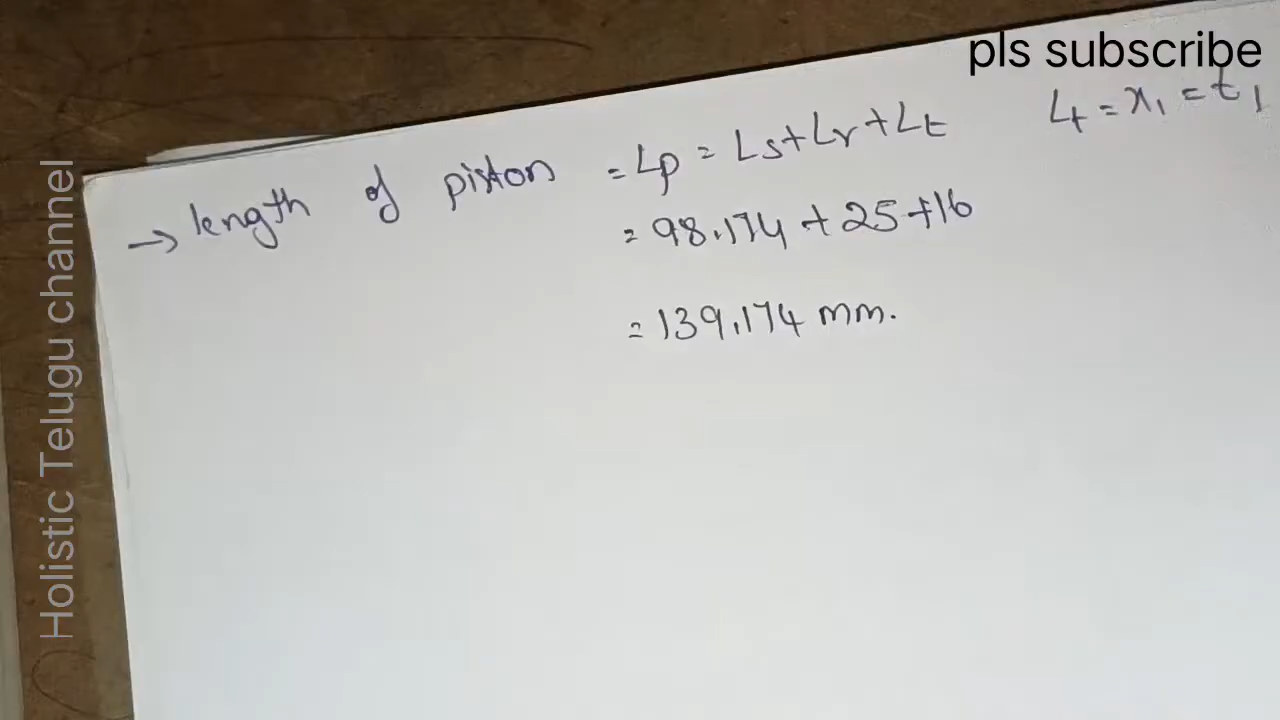 pls subscribe
→ length of piston = Lp = Ls+Lr+Lt    Lt = x1 = t1
= 98.174 + 25+16
= 139.174 mm.
Holistic Telugu channel